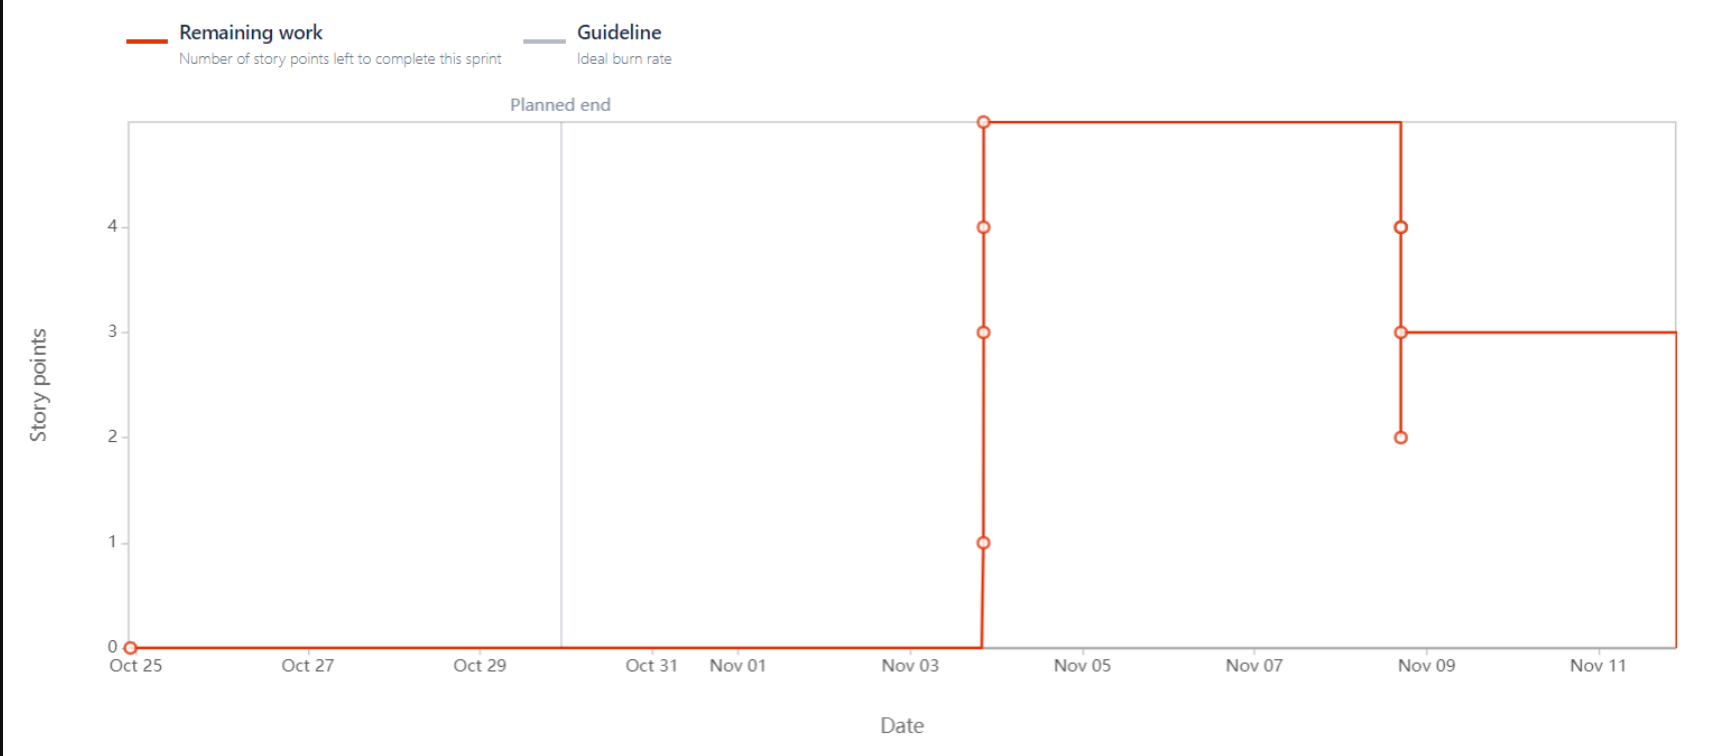 Remaining work
Number of story points left to complete this sprint
Guideline
Ideal burn rate
Planned end
Story points
4
3
2
1
0
Oct 25
Oct 27
Oct 29
Oct 31
Nov 01
Nov 03
Nov 05
Nov 07
Nov 09
Nov 11
Date